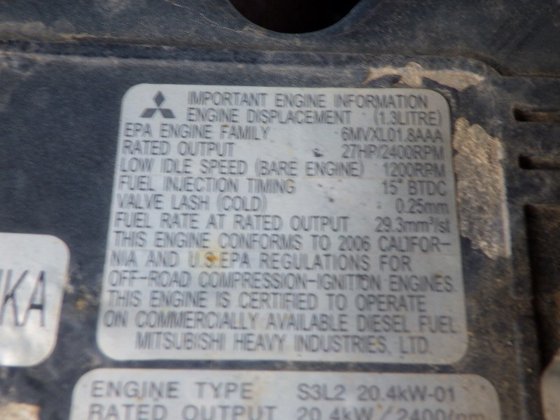 IMPORTANT ENGINE INFORMATION
ENGINE DISPLACEMENT (1.3LITRE)
EPA ENGINE FAMILY 6MVXL01.8AAA
RATED OUTPUT 27HP/2400RPM
LOW IDLE SPEED (BARE ENGINE) 1200RPM
FUEL INJECTION TIMING 15° BTDC
VALVE LASH (COLD) 0.25mm
FUEL RATE AT RATED OUTPUT 29.3mm³/st
THIS ENGINE CONFORMS TO 2006 CALIFOR-
NIA AND U.S EPA REGULATIONS FOR
OFF-ROAD COMPRESSION-IGNITION ENGINES
THIS ENGINE IS CERTIFIED TO OPERATE
ON COMMERCIALLY AVAILABLE DIESEL FUEL
MITSUBISHI HEAVY INDUSTRIES, LTD.
KA
ENGINE TYPE S3L2 20.4kW-01
RATED OUTPUT 20.4kW